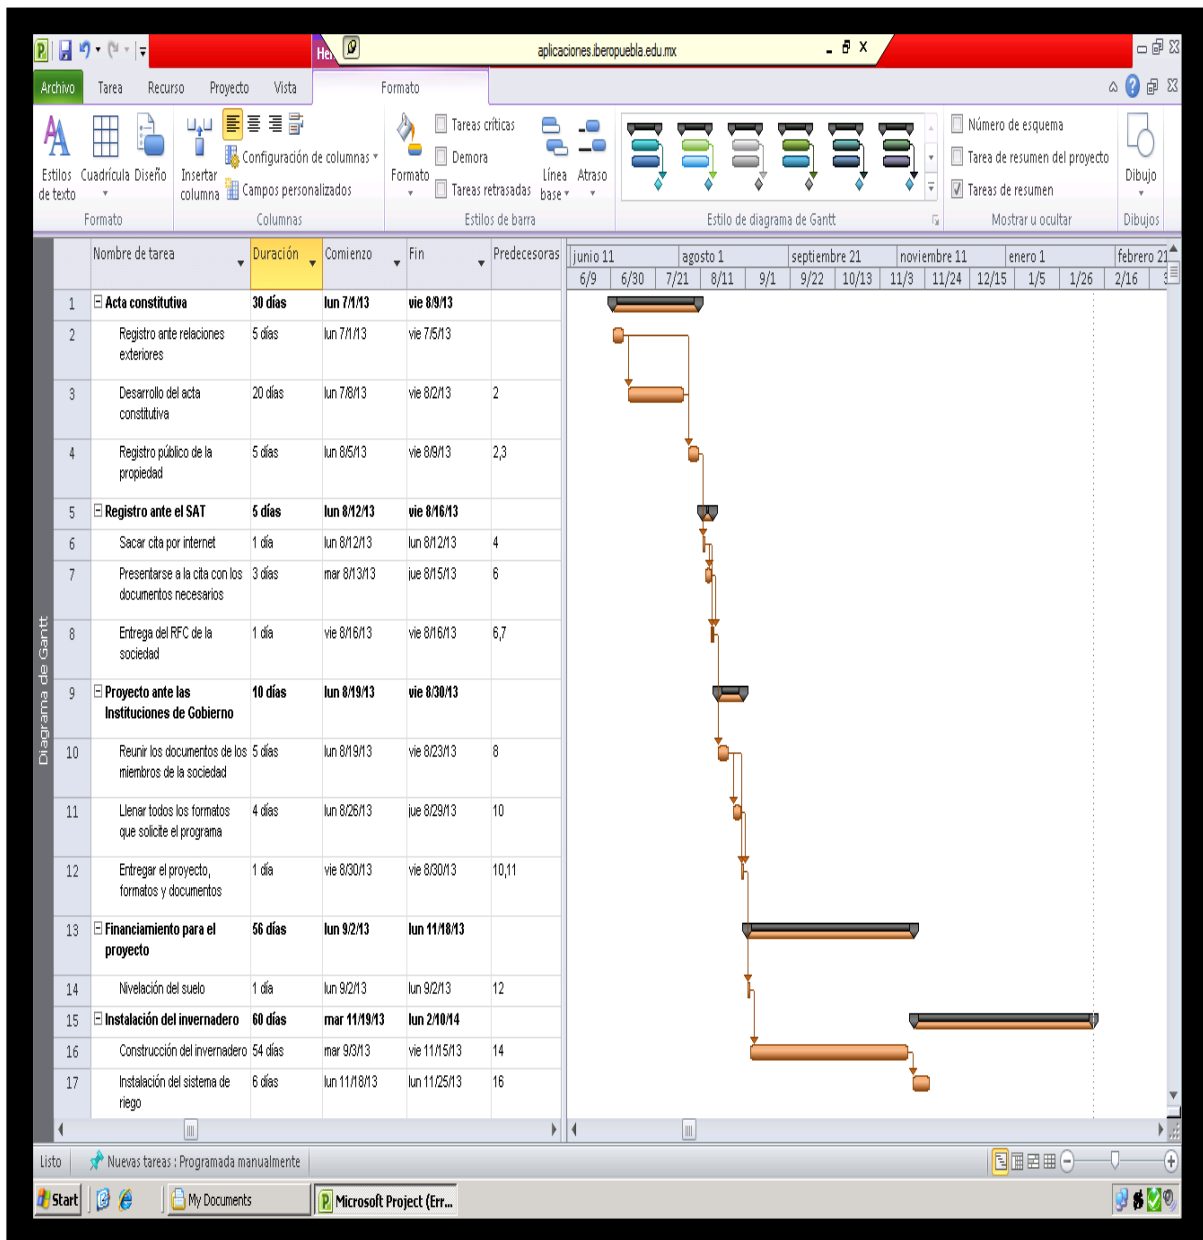 aplicaciones.iberopuebla.edu.mx
Archivo Tarea Recurso Proyecto Vista Formato
Estilos de texto
Cuadrícula
Diseño
Formato
Insertar columna
Configuración de columnas
Campos personalizados
Columnas
Formato
Tareas críticas
Demora
Tareas retrasadas
Línea base
Atraso
Estilos de barra
Estilo de diagrama de Gantt
Número de esquema
Tarea de resumen del proyecto
Tareas de resumen
Mostrar u ocultar
Dibujo
Dibujos
Nombre de tarea Duración Comienzo Fin Predecesoras
junio 11 agosto 1 septiembre 21 noviembre 11 enero 1 febrero 21
6/9 6/30 7/21 8/11 9/1 9/22 10/13 11/3 11/24 12/15 1/5 1/26 2/16
1 Acta constitutiva 30 días lun 7/1/13 vie 8/9/13
2 Registro ante relaciones 5 días lun 7/1/13 vie 7/5/13
exteriores
3 Desarrollo del acta 20 días lun 7/8/13 vie 8/2/13 2
constitutiva
4 Registro público de la 5 días lun 8/5/13 vie 8/9/13 2,3
propiedad
5 Registro ante el SAT 5 días lun 8/12/13 vie 8/16/13
6 Sacar cita por internet 1 día lun 8/12/13 lun 8/12/13 4
7 Presentarse a la cita con los 3 días mar 8/13/13 jue 8/15/13 6
documentos necesarios
8 Entrega del RFC de la 1 día vie 8/16/13 vie 8/16/13 6,7
sociedad
9 Proyecto ante las 10 días lun 8/19/13 vie 8/30/13
Instituciones de Gobierno
10 Reunir los documentos de los 5 días lun 8/19/13 vie 8/23/13 8
miembros de la sociedad
11 Llenar todos los formatos 4 días lun 8/26/13 jue 8/29/13 10
que solicite el programa
12 Entregar el proyecto, 1 día vie 8/30/13 vie 8/30/13 10,11
formatos y documentos
13 Financiamiento para el 56 días lun 9/2/13 lun 11/18/13
proyecto
14 Nivelación del suelo 1 día lun 9/2/13 lun 9/2/13 12
15 Instalación del invernadero 60 días mar 11/19/13 lun 2/10/14
16 Construcción del invernadero 54 días mar 9/3/13 vie 11/15/13 14
17 Instalación del sistema de 6 días lun 11/18/13 lun 11/25/13 16
riego
Diagrama de Gantt
Listo Nuevas tareas : Programada manualmente
Start My Documents Microsoft Project (Err...